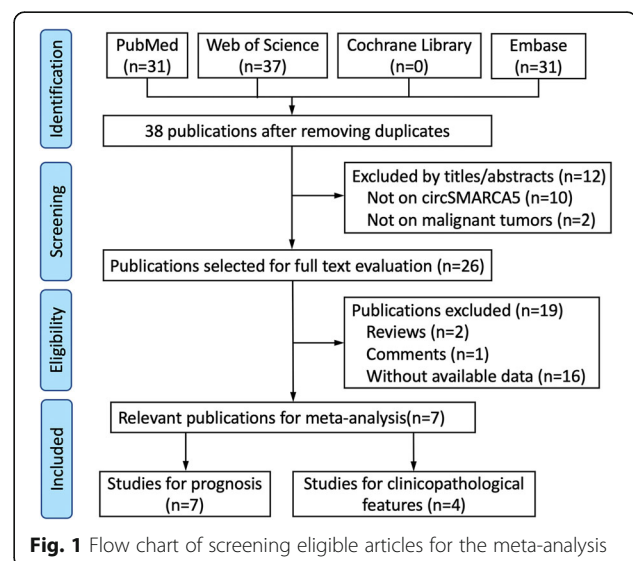 Identification
PubMed
(n=31)
Web of Science
(n=37)
Cochrane Library
(n=0)
Embase
(n=31)
38 publications after removing duplicates
Screening
Excluded by titles/abstracts (n=12)
Not on circSMARCA5 (n=10)
Not on malignant tumors (n=2)
Publications selected for full text evaluation (n=26)
Eligibility
Publications excluded (n=19)
Reviews (n=2)
Comments (n=1)
Without available data (n=16)
Included
Relevant publications for meta-analysis(n=7)
Studies for prognosis
(n=7)
Studies for clinicopathological
features (n=4)
Fig. 1 Flow chart of screening eligible articles for the meta-analysis